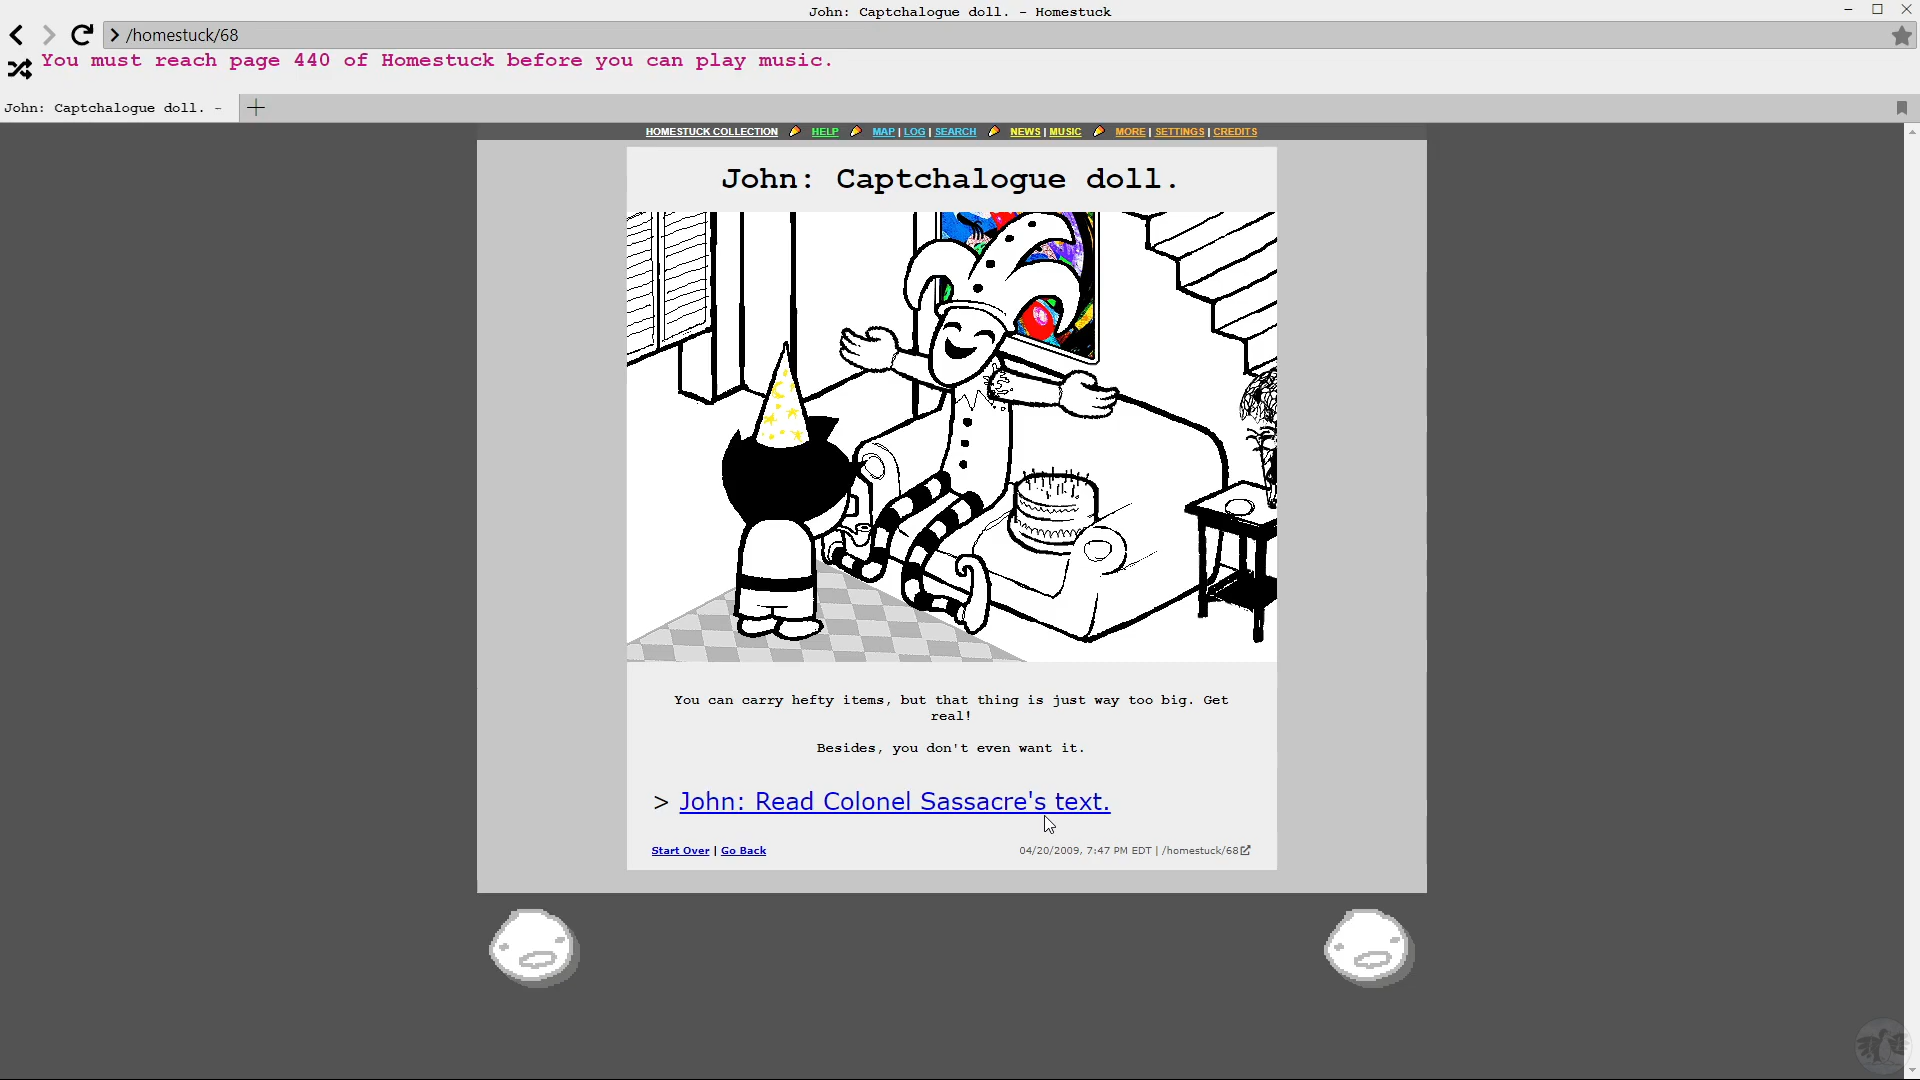 John: Captchalogue doll. - Homestuck
/homestuck/68
You must reach page 440 of Homestuck before you can play music.
John: Captchalogue doll. -
HOMESTUCK COLLECTION HELP MAP | LOG | SEARCH NEWS | MUSIC MORE | SETTINGS | CREDITS
John: Captchalogue doll.
You can carry hefty items, but that thing is just way too big. Get
real!
Besides, you don't even want it.
> John: Read Colonel Sassacre's text.
Start Over | Go Back 04/20/2009, 7:47 PM EDT | /homestuck/68